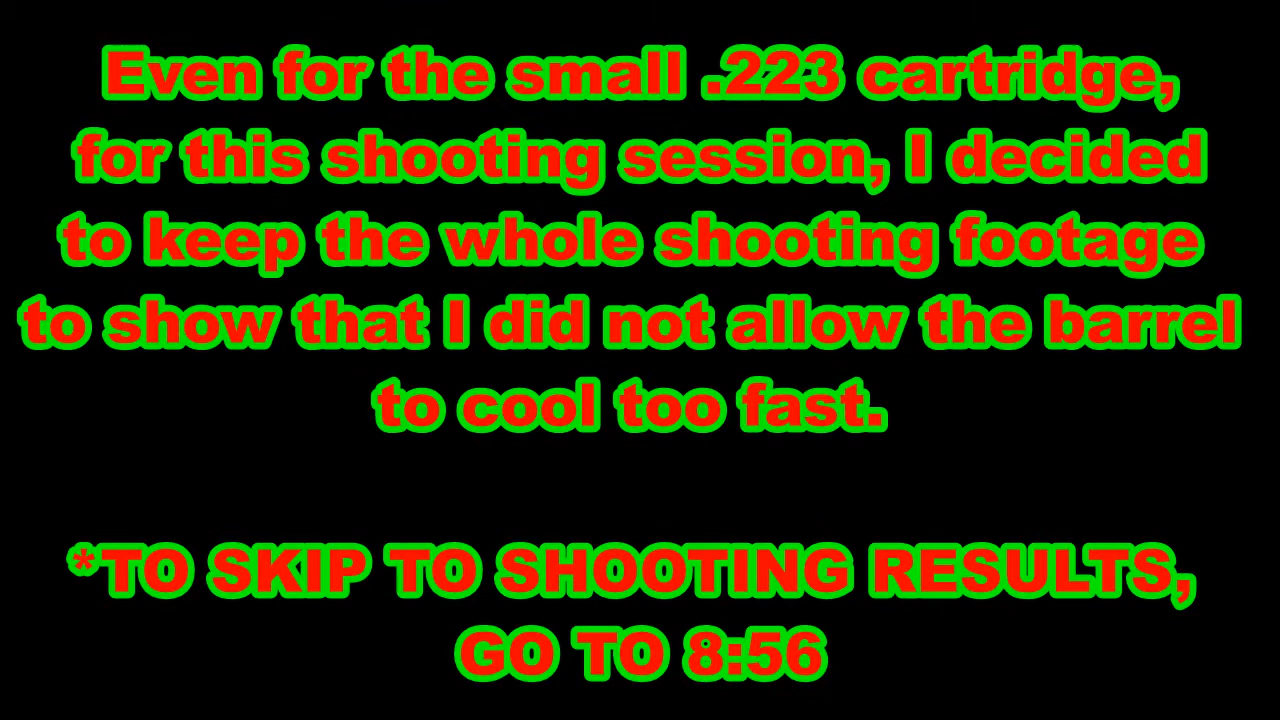 Even for the small .223 cartridge,
for this shooting session, I decided
to keep the whole shooting footage
to show that I did not allow the barrel
to cool too fast.
*TO SKIP TO SHOOTING RESULTS,
GO TO 8:56